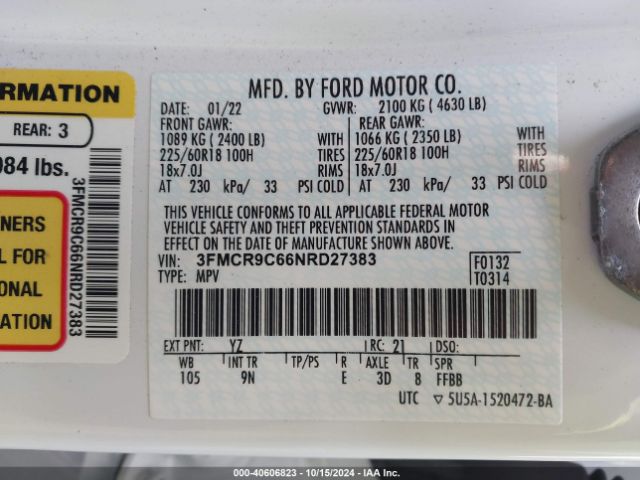 ORMATION
REAR: 3
084 lbs.
3FMCR9C66NRD27383
NERS
L FOR
ONAL
ATION
MFD. BY FORD MOTOR CO.
DATE: 01/22 GVWR: 2100 KG ( 4630 LB)
FRONT GAWR: REAR GAWR:
1089 KG ( 2400 LB) WITH 1066 KG ( 2350 LB) WITH
225/60R18 100H TIRES 225/60R18 100H TIRES
18x7.0J RIMS 18x7.0J RIMS
AT 230 kPa/ 33 PSI COLD AT 230 kPa/ 33 PSI COLD
THIS VEHICLE CONFORMS TO ALL APPLICABLE FEDERAL MOTOR
VEHICLE SAFETY AND THEFT PREVENTION STANDARDS IN
EFFECT ON THE DATE OF MANUFACTURE SHOWN ABOVE.
VIN: 3FMCR9C66NRD27383 F0132
TYPE: MPV T0314
EXT PNT: YZ RC: 21 DSO:
WB INT TR TP/PS R AXLE TR SPR
105 9N E 3D 8 FFBB
UTC ▽ 5U5A-1520472-BA
000-40606823 - 10/15/2024 - IAA Inc.